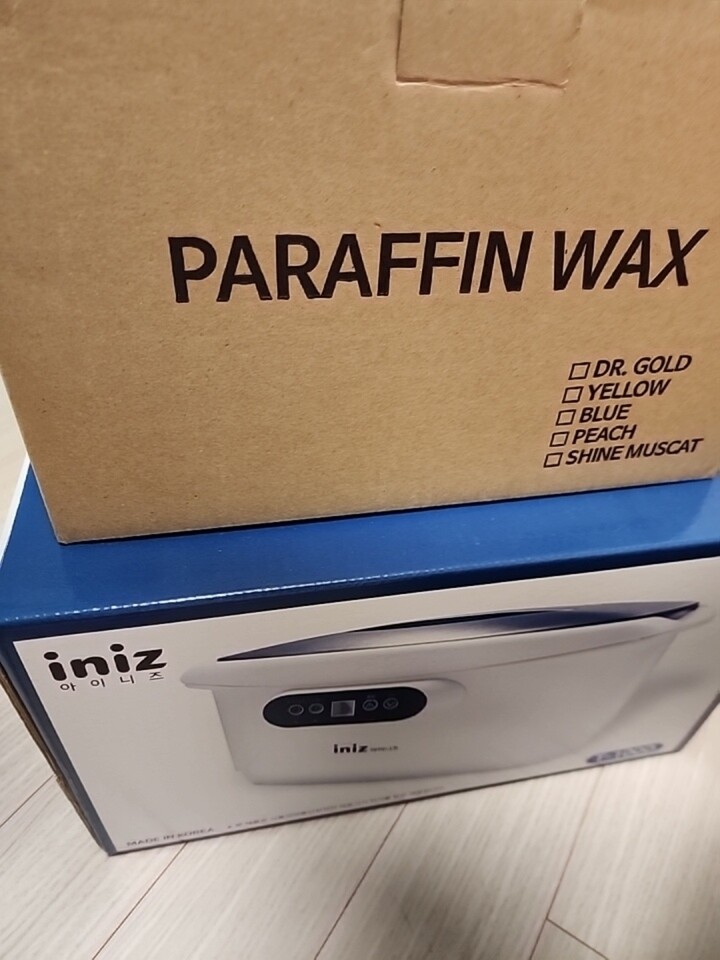 PARAFFIN WAX
☐ DR. GOLD
☐ YELLOW
☐ BLUE
☐ PEACH
☐ SHINE MUSCAT
iniz
아이니즈
iniz
MADE IN KOREA